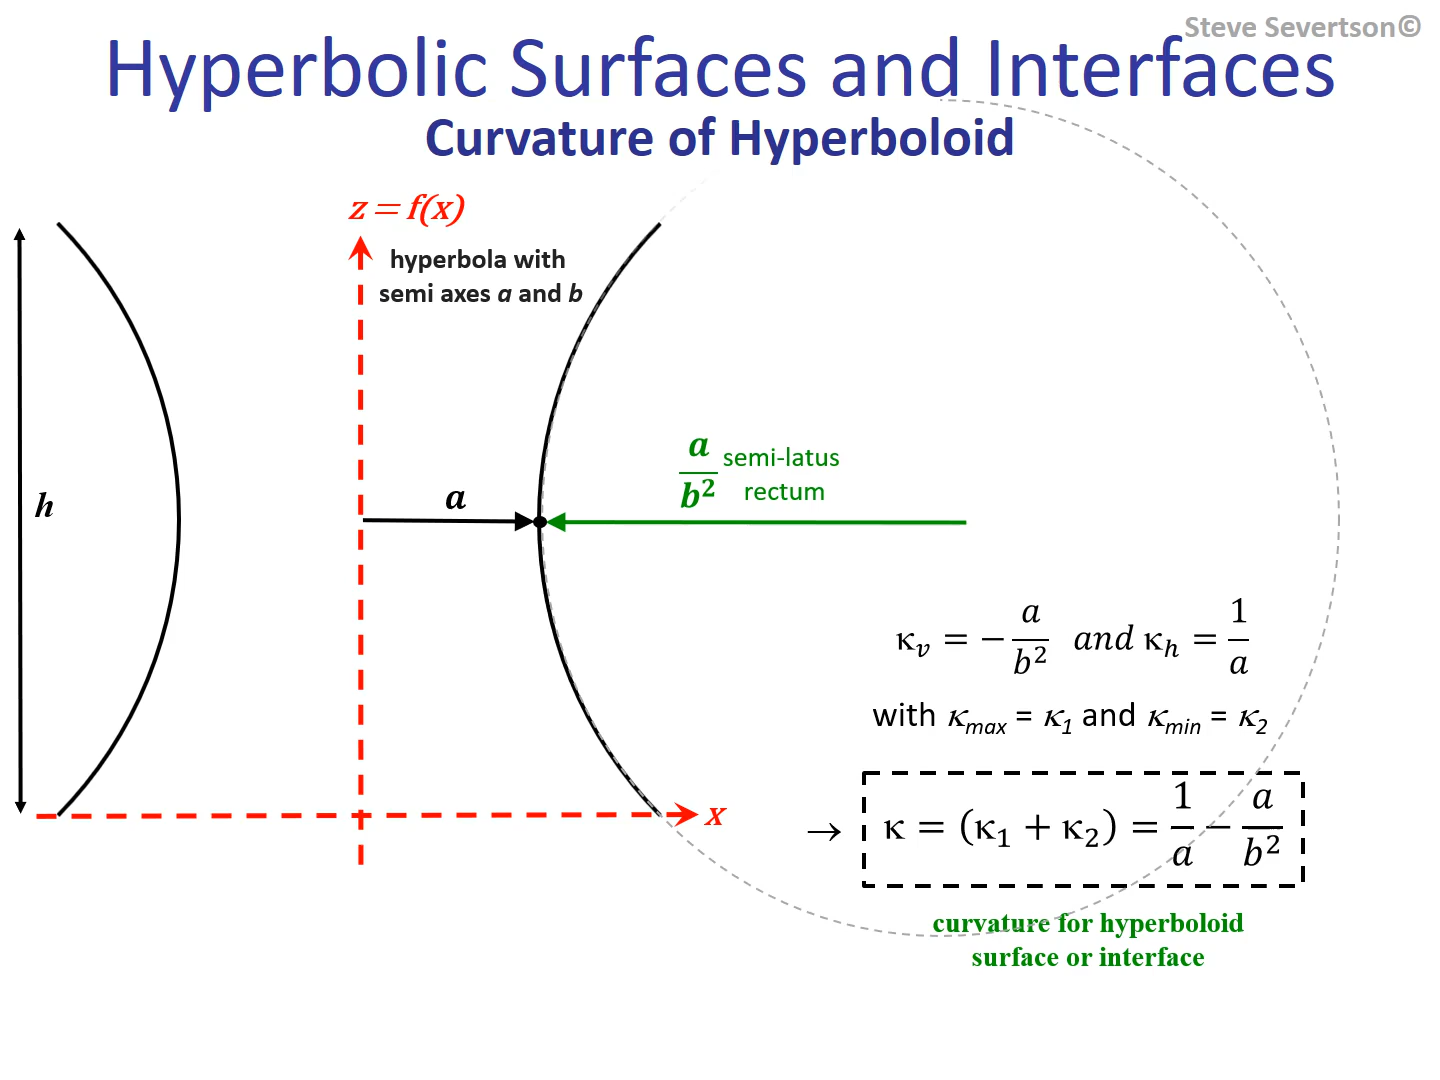 Steve Severtson©
Hyperbolic Surfaces and Interfaces
Curvature of Hyperboloid
z = f(x)
hyperbola with
semi axes a and b
h
a
a/b² semi-latus
rectum
x
κᵥ = − a/b² and κₕ = 1/a
with κmax = κ1 and κmin = κ2
→ κ = (κ₁ + κ₂) = 1/a − a/b²
curvature for hyperboloid
surface or interface